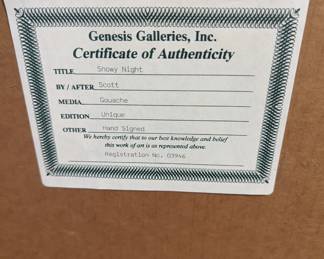 Genesis Galleries, Inc.
Certificate of Authenticity
TITLE Snowy Night
BY / AFTER Scott
MEDIA Gouache
EDITION Unique
OTHER Hand Signed
We hereby certify that to our best knowledge and belief
this work of art is as represented above.
Registration No. 03946